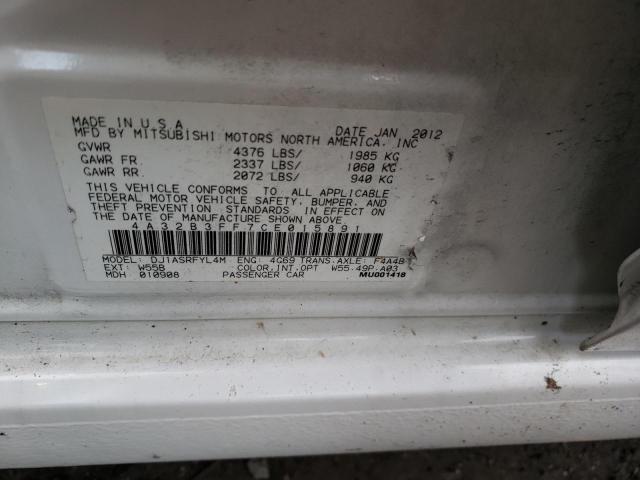 MADE IN U S A DATE JAN 2012
MFD BY MITSUBISHI MOTORS NORTH AMERICA, INC
GVWR 4376 LBS/ 1985 KG
GAWR FR 2337 LBS/ 1060 KG
GAWR RR 2072 LBS/ 940 KG
THIS VEHICLE CONFORMS TO ALL APPLICABLE
FEDERAL MOTOR VEHICLE SAFETY, BUMPER, AND
THEFT PREVENTION STANDARDS IN EFFECT ON
THE DATE OF MANUFACTURE SHOWN ABOVE.
4A32B3FF7CE015891
MODEL: DJ1ASRFYL4M ENG: 4G69 TRANS.AXLE: F4A4B
EXT: W55B COLOR.INT.OPT W55.49P.A03
MDH 010908 PASSENGER CAR MU001418